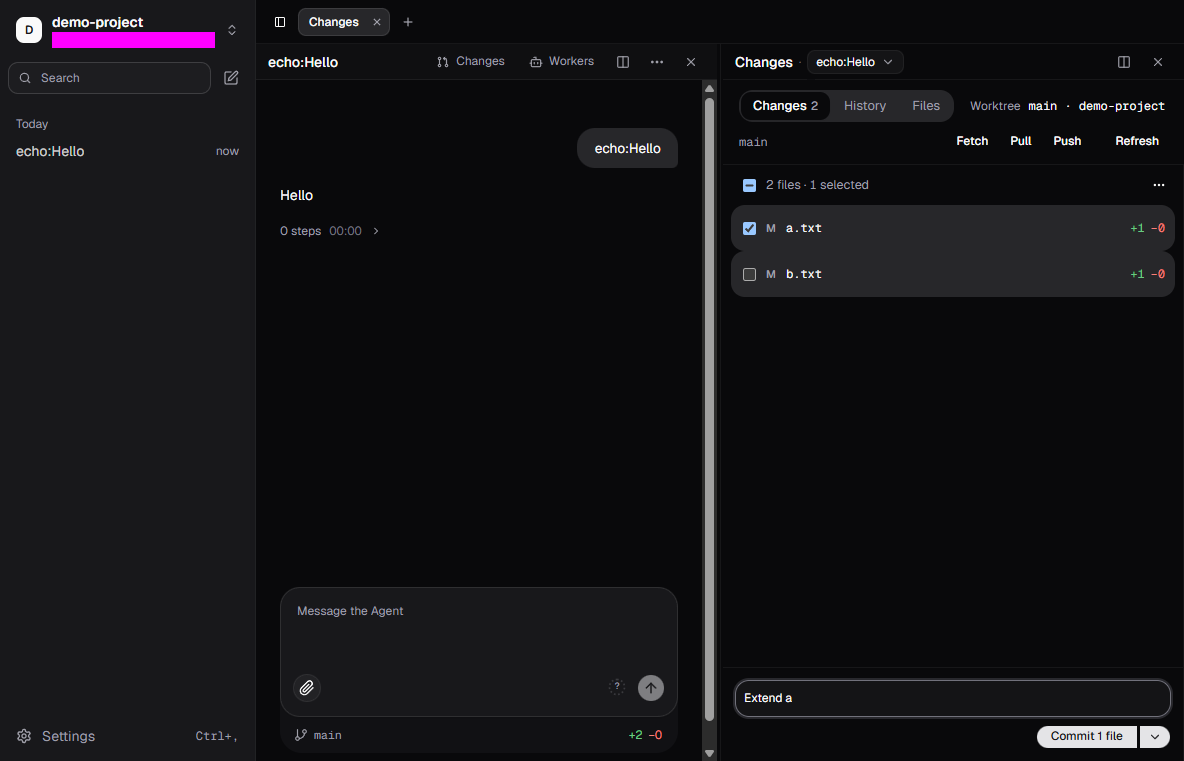 D
demo-project
Search
Today
echo:Hello now
Settings Ctrl+,
Changes
echo:Hello
Changes
Workers
echo:Hello
Hello
0 steps 00:00
Message the Agent
?
main +2 −0
Changes · echo:Hello
Changes 2 History Files Worktree main · demo-project
main Fetch Pull Push Refresh
2 files · 1 selected
M a.txt +1 −0
M b.txt +1 −0
Extend a
Commit 1 file